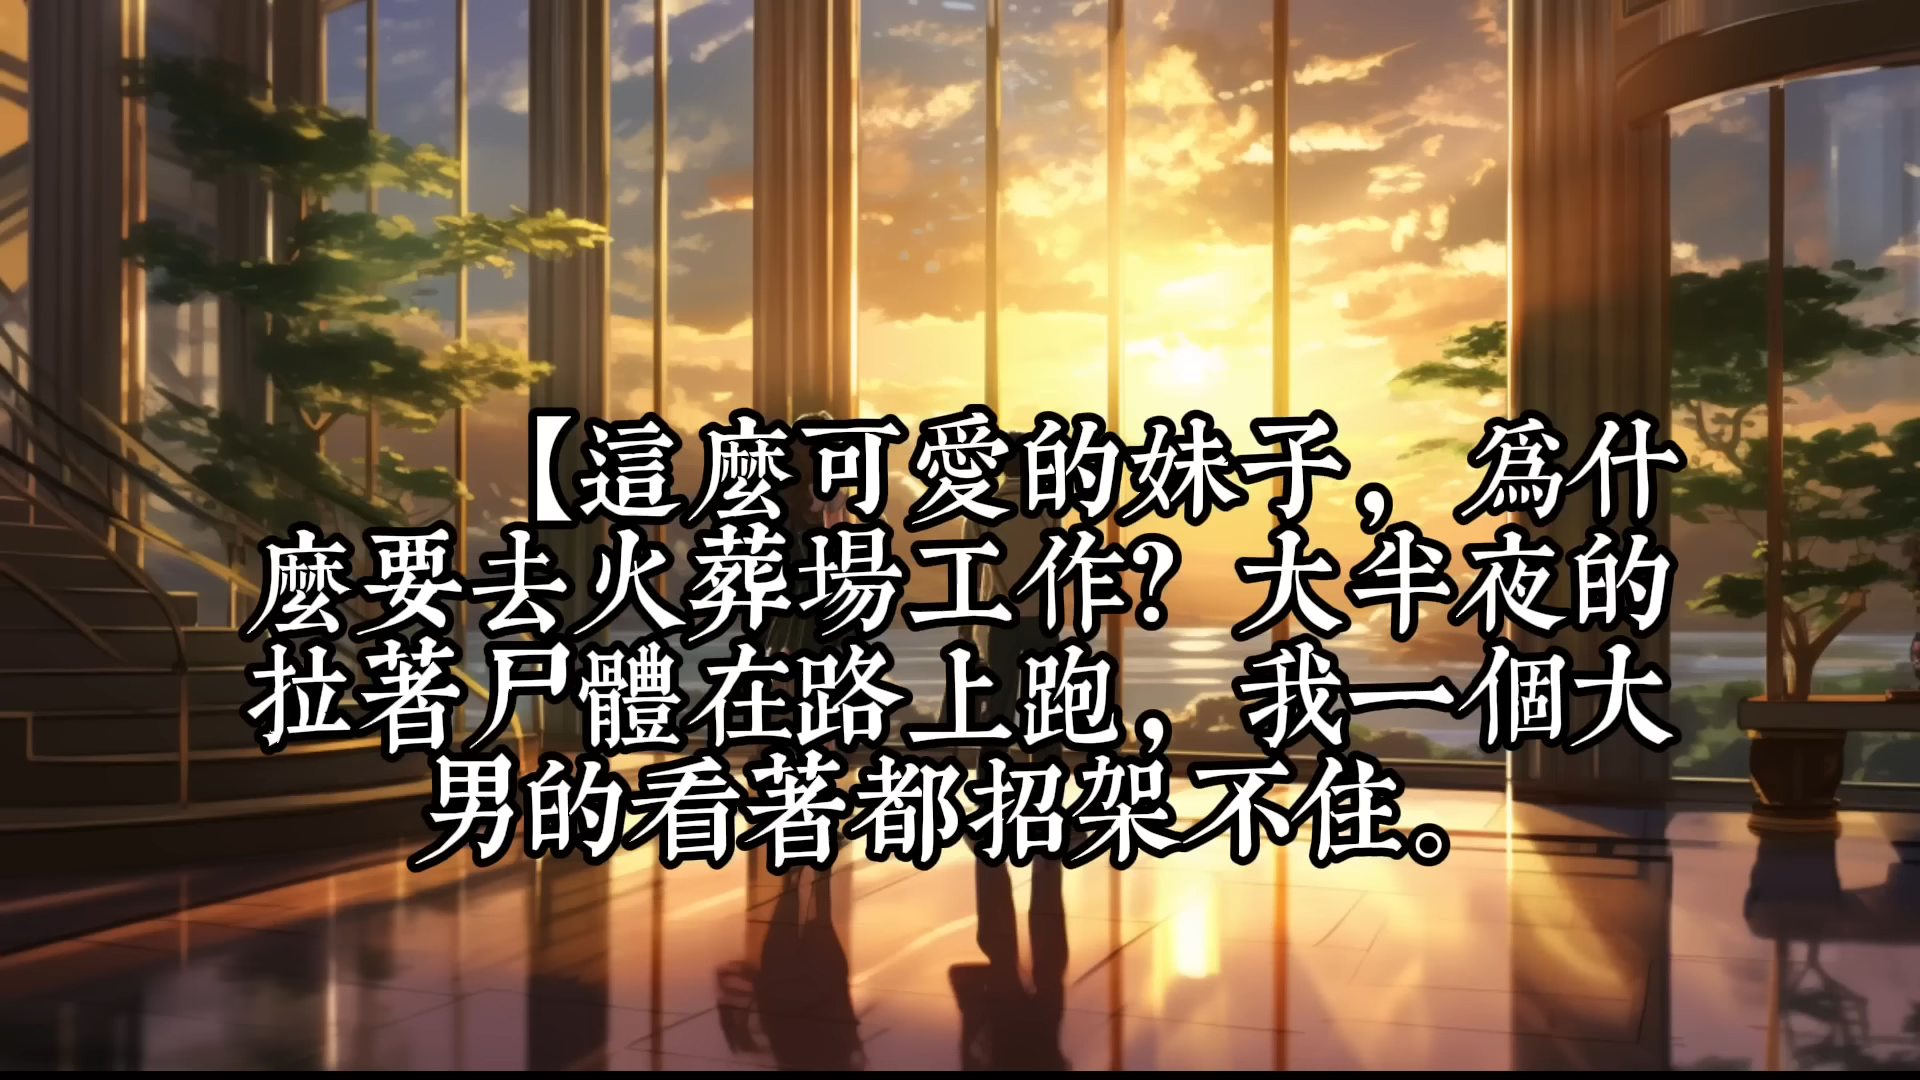 【這麼可愛的妹子，爲什
麼要去火葬場工作？大半夜的
拉著尸體在路上跑，我一個大
男的看著都招架不住。